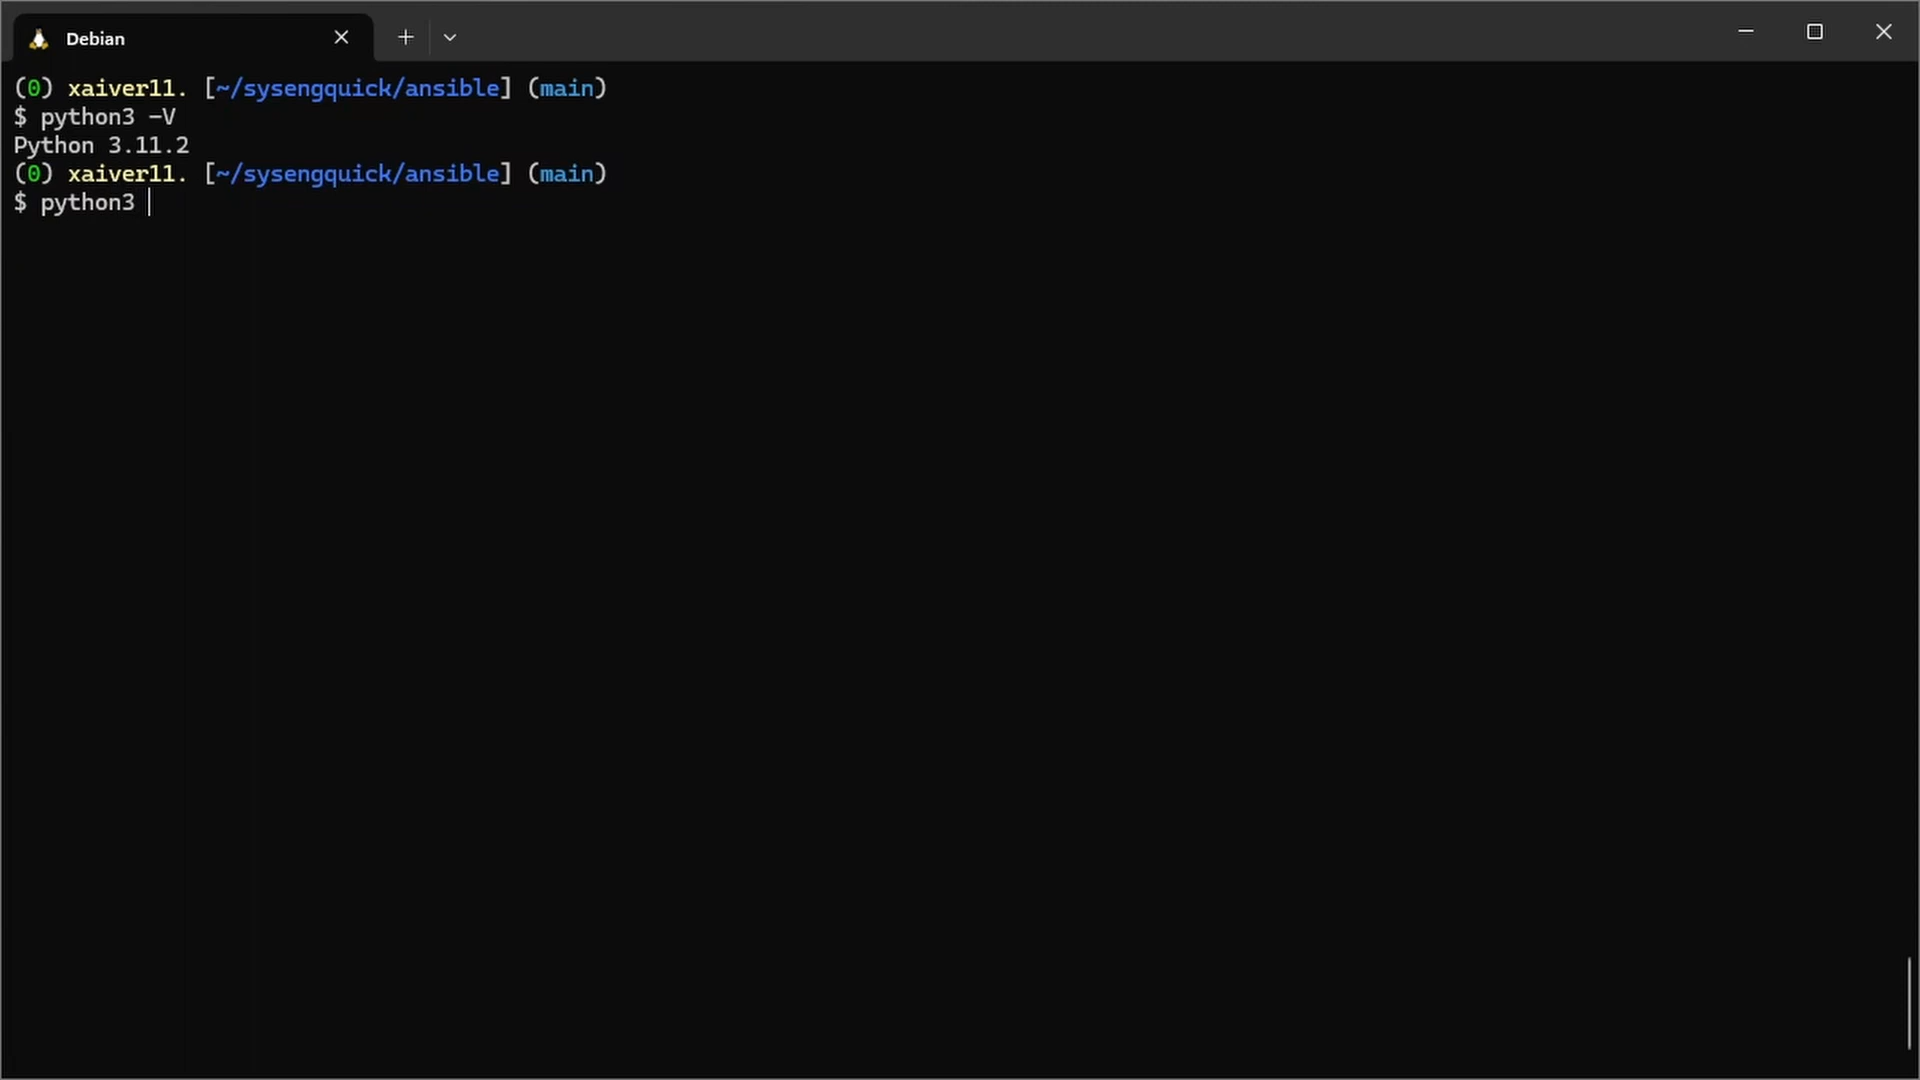 Debian
(0) xaiver11. [~/sysengquick/ansible] (main)
$ python3 -V
Python 3.11.2
(0) xaiver11. [~/sysengquick/ansible] (main)
$ python3